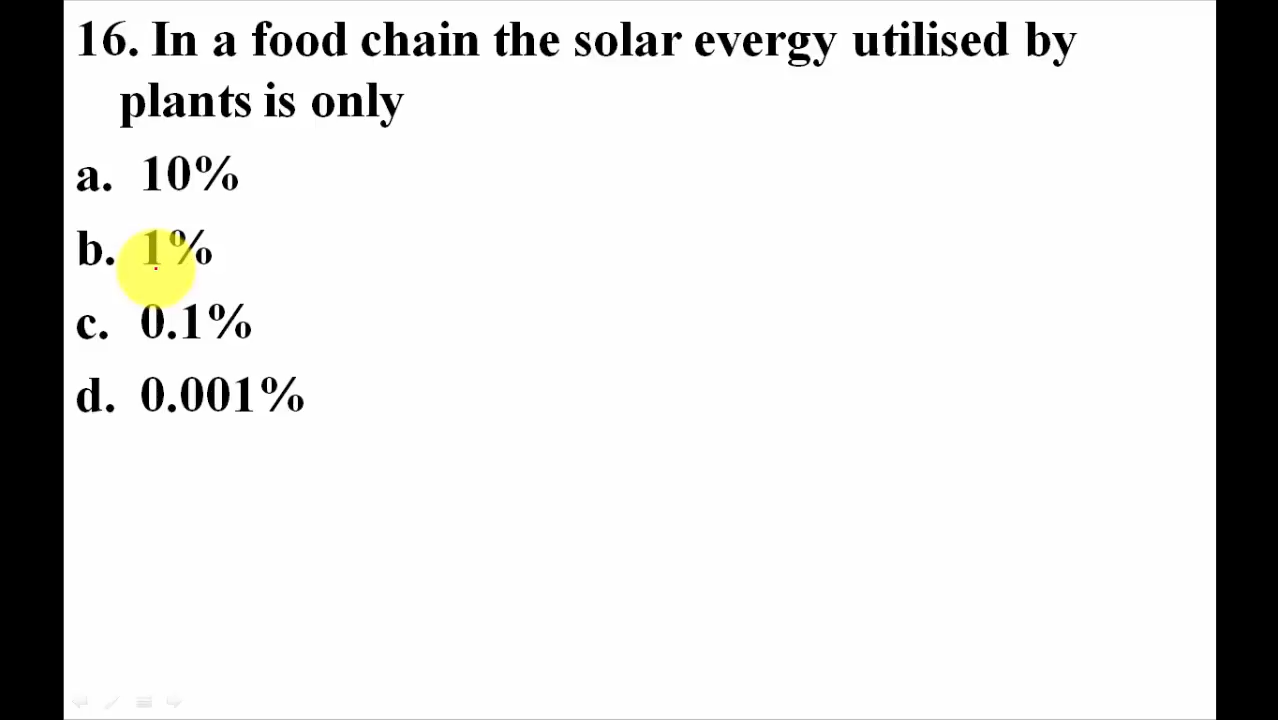 16. In a food chain the solar evergy utilised by
plants is only
a. 10%
b. 1%
c. 0.1%
d. 0.001%